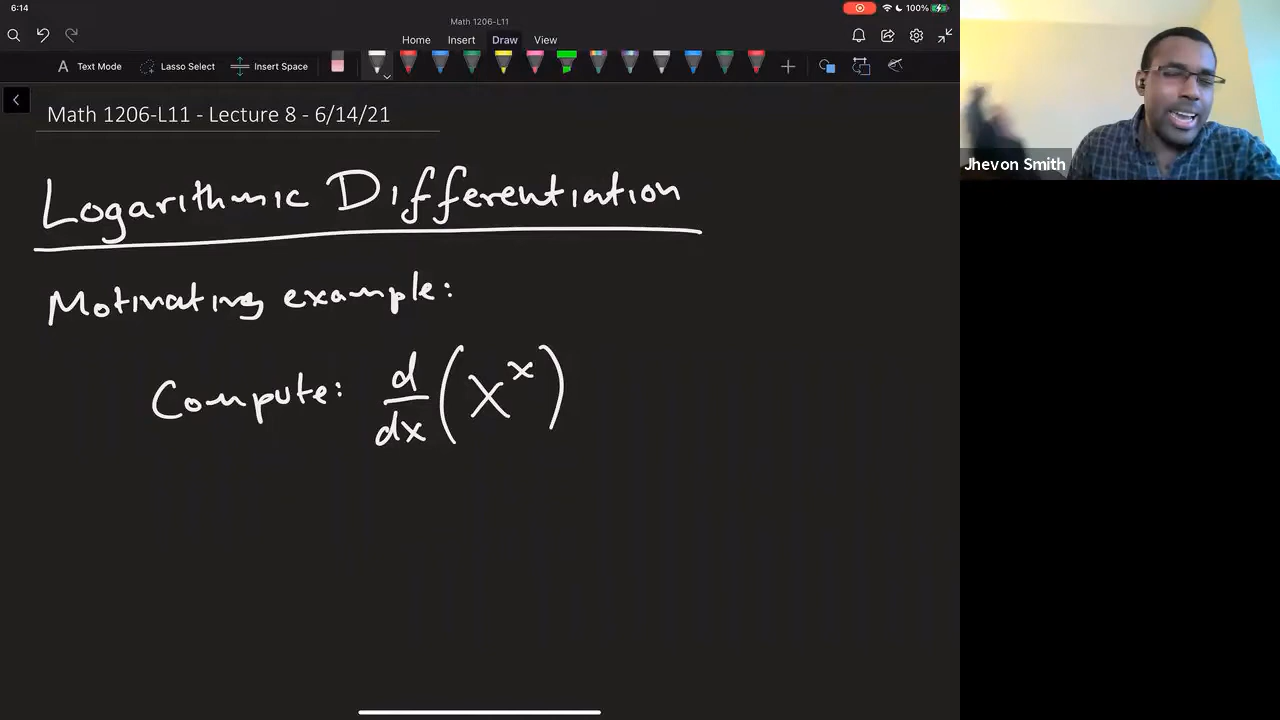 6:14
100%
Math 1206-L11
Home Insert Draw View
Text Mode Lasso Select Insert Space
Math 1206-L11 - Lecture 8 - 6/14/21
Logarithmic Differentiation
Motivating example:
Compute: d/dx (x^x)
Jhevon Smith